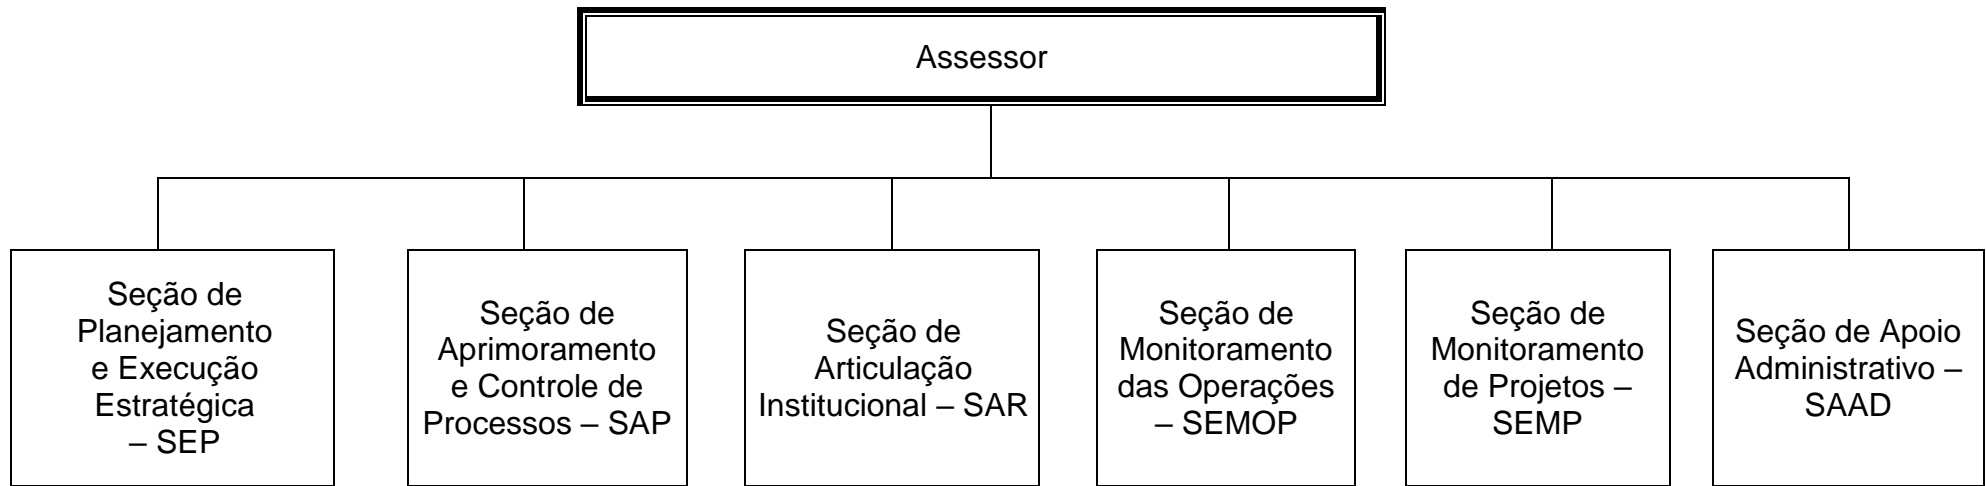 Assessor
Seção de
Planejamento
e Execução
Estratégica
– SEP
Seção de
Aprimoramento
e Controle de
Processos – SAP
Seção de
Articulação
Institucional – SAR
Seção de
Monitoramento
das Operações
– SEMOP
Seção de
Monitoramento
de Projetos –
SEMP
Seção de Apoio
Administrativo –
SAAD